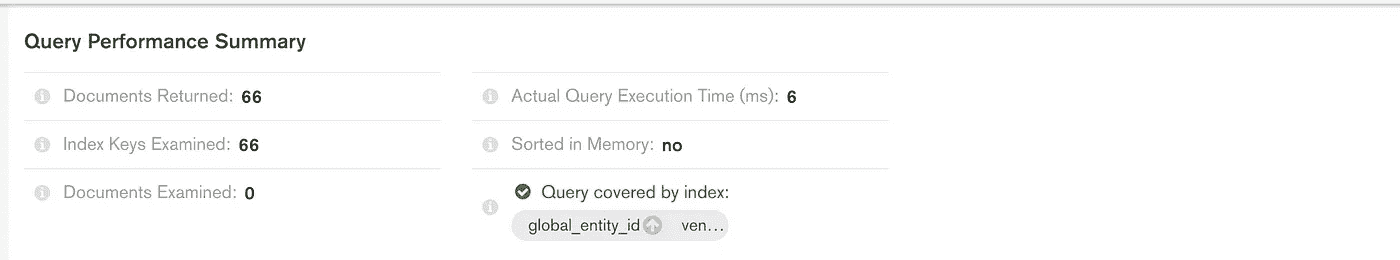 Query Performance Summary
Documents Returned: 66
Actual Query Execution Time (ms): 6
Index Keys Examined: 66
Sorted in Memory: no
Documents Examined: 0
Query covered by index:
global_entity_id ven...